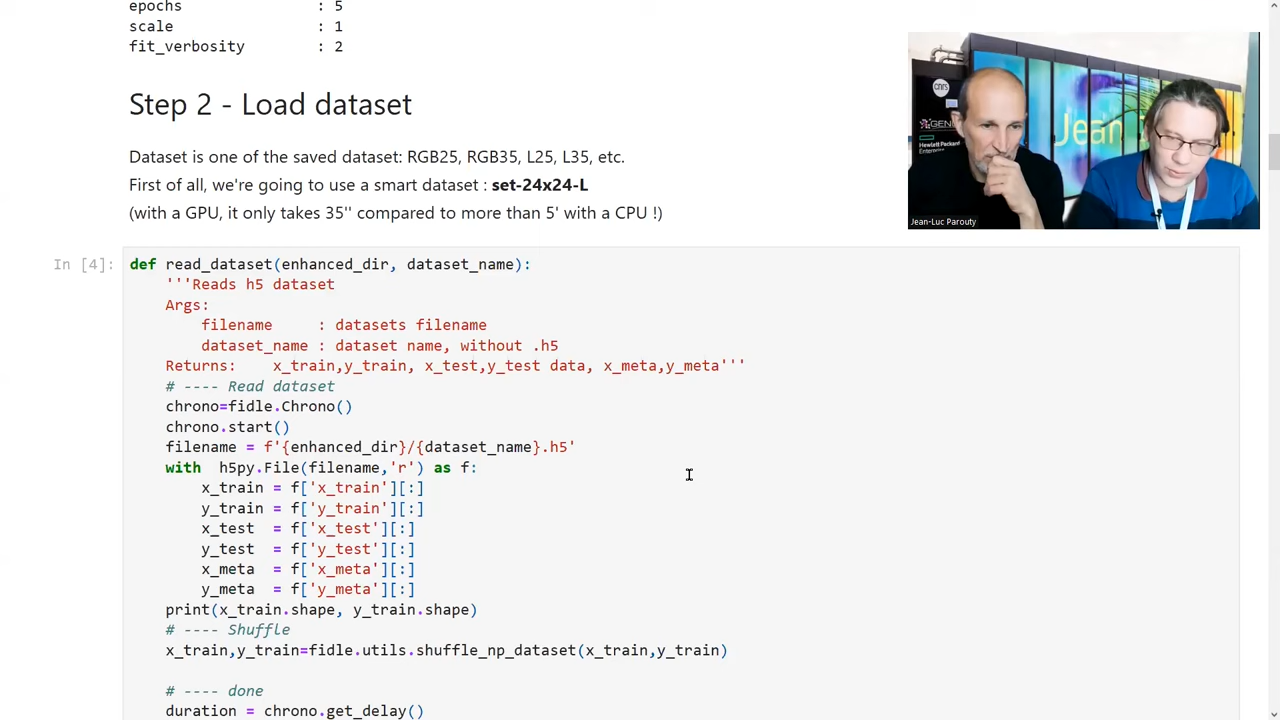 epochs : 5
scale : 1
fit_verbosity : 2
Step 2 - Load dataset
Dataset is one of the saved dataset: RGB25, RGB35, L25, L35, etc.
First of all, we're going to use a smart dataset : set-24x24-L
(with a GPU, it only takes 35'' compared to more than 5' with a CPU !)
In [4]:
def read_dataset(enhanced_dir, dataset_name):
'''Reads h5 dataset
Args:
filename : datasets filename
dataset_name : dataset name, without .h5
Returns: x_train,y_train, x_test,y_test data, x_meta,y_meta'''
# ---- Read dataset
chrono=fidle.Chrono()
chrono.start()
filename = f'{enhanced_dir}/{dataset_name}.h5'
with h5py.File(filename,'r') as f:
x_train = f['x_train'][:]
y_train = f['y_train'][:]
x_test = f['x_test'][:]
y_test = f['y_test'][:]
x_meta = f['x_meta'][:]
y_meta = f['y_meta'][:]
print(x_train.shape, y_train.shape)
# ---- Shuffle
x_train,y_train=fidle.utils.shuffle_np_dataset(x_train,y_train)
# ---- done
duration = chrono.get_delay()
cnrs
Jean
Hewlett Packard
Enterprise
Jean-Luc Parouty